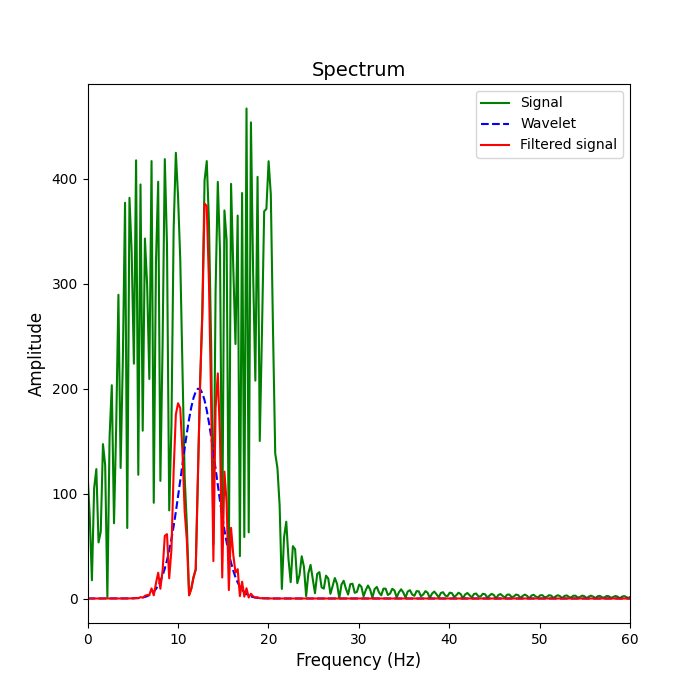 Spectrum
Signal
Wavelet
Filtered signal
Amplitude
400
300
200
100
0
0 10 20 30 40 50 60
Frequency (Hz)